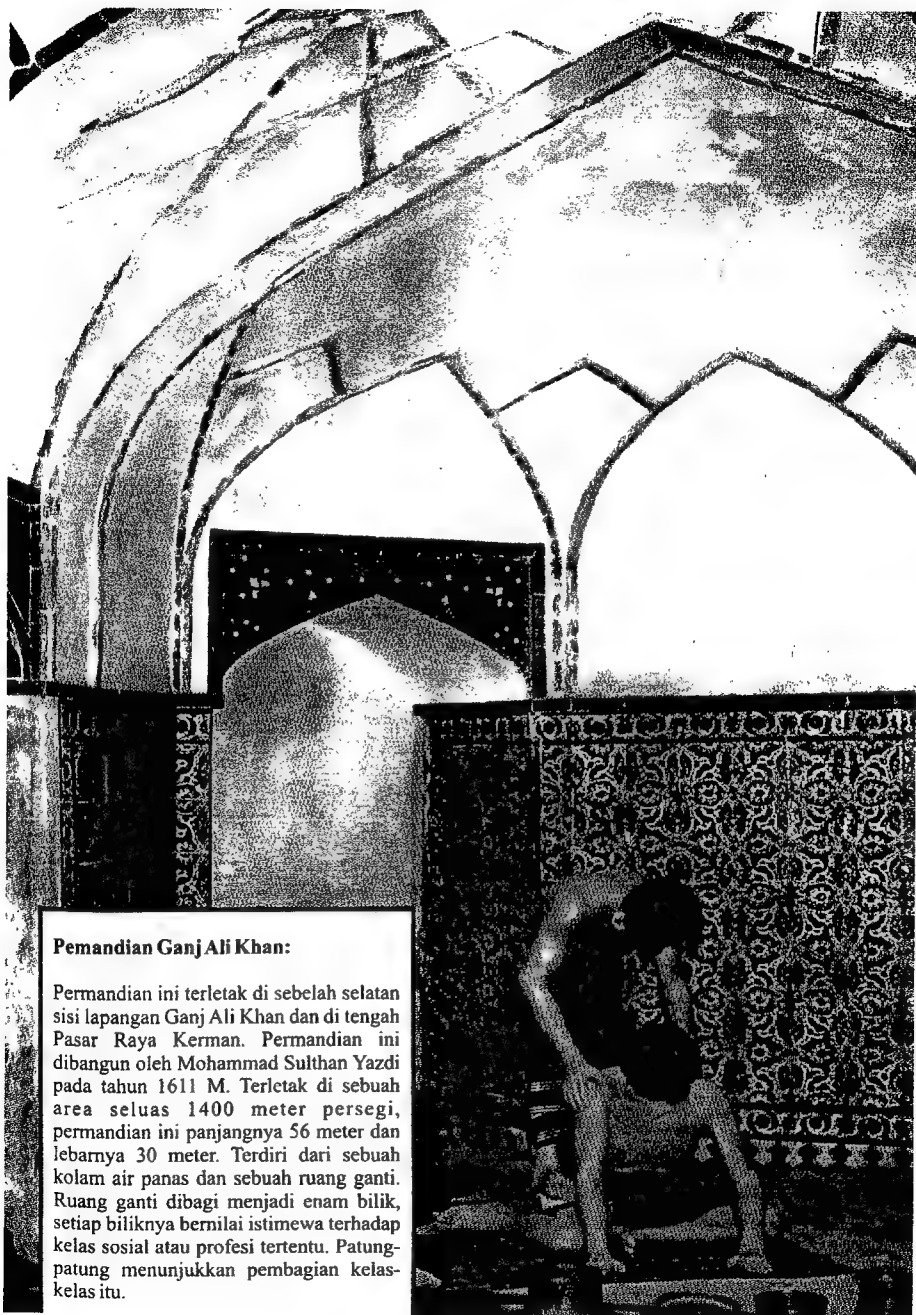 Pemandian Ganj Ali Khan:
Permandian ini terletak di sebelah selatan
sisi lapangan Ganj Ali Khan dan di tengah
Pasar Raya Kerman. Permandian ini
dibangun oleh Mohammad Sulthan Yazdi
pada tahun 1611 M. Terletak di sebuah
area seluas 1400 meter persegi,
permandian ini panjangnya 56 meter dan
lebarnya 30 meter. Terdiri dari sebuah
kolam air panas dan sebuah ruang ganti.
Ruang ganti dibagi menjadi enam bilik,
setiap biliknya bernilai istimewa terhadap
kelas sosial atau profesi tertentu. Patung-
patung menunjukkan pembagian kelas-
kelas itu.